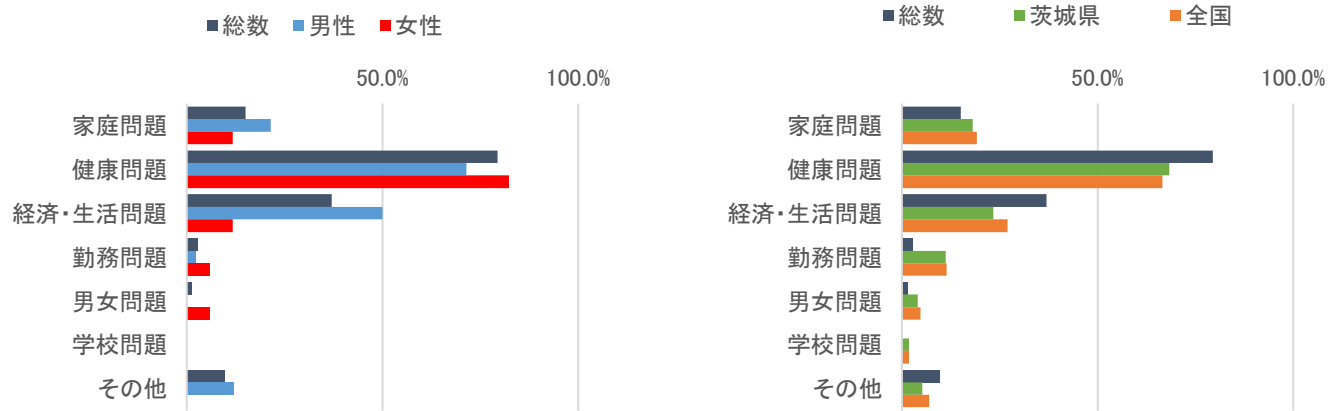 総数 男性 女性
50.0% 100.0%
家庭問題
健康問題
経済・生活問題
勤務問題
男女問題
学校問題
その他
総数 茨城県 全国
50.0% 100.0%
家庭問題
健康問題
経済・生活問題
勤務問題
男女問題
学校問題
その他